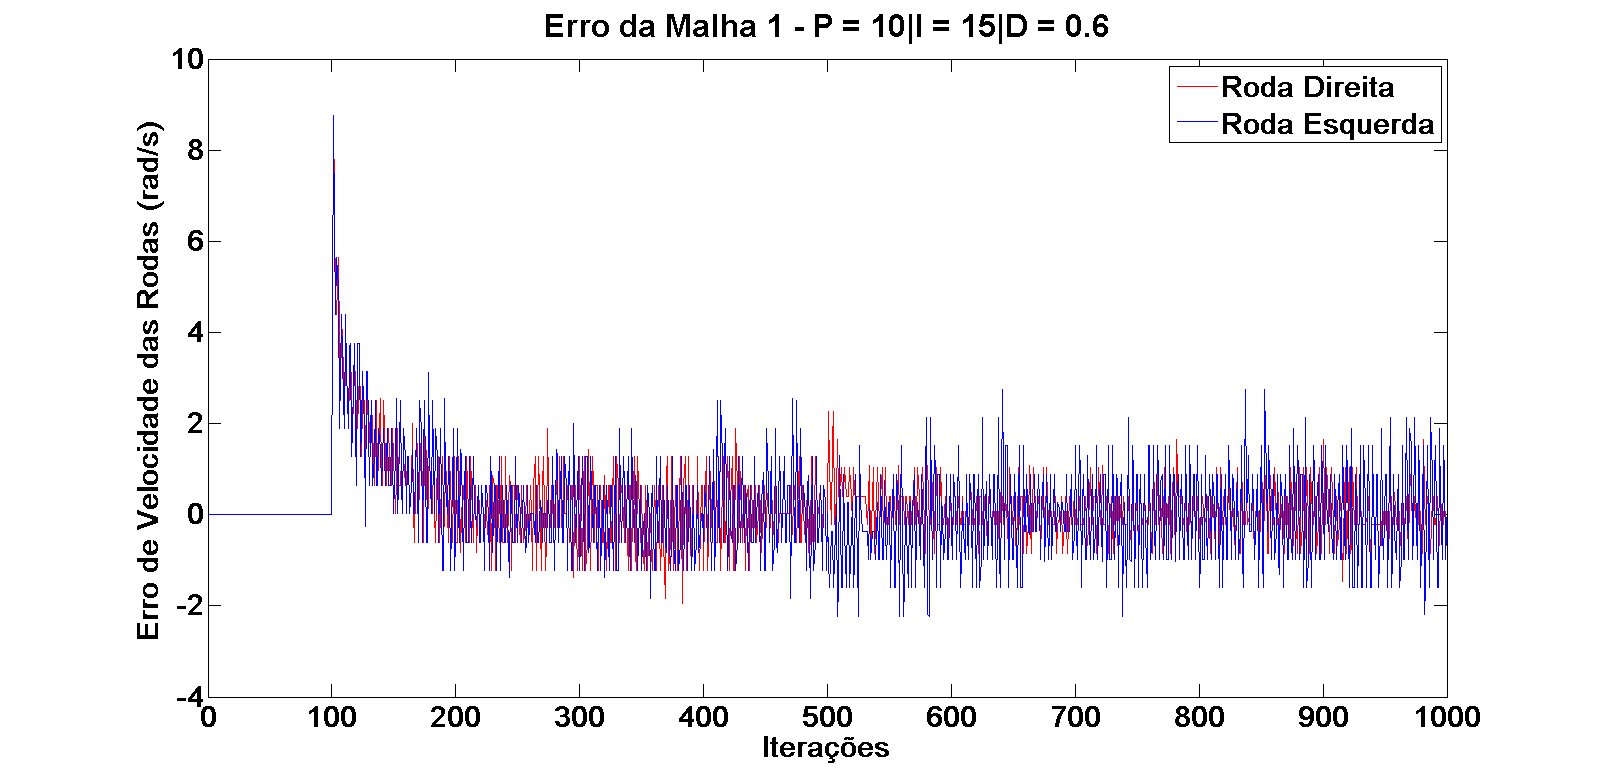 Erro da Malha 1 - P = 10|I = 15|D = 0.6
Roda Direita
Roda Esquerda
Erro de Velocidade das Rodas (rad/s)
10
8
6
4
2
0
-2
-4
0 100 200 300 400 500 600 700 800 900 1000
Iterações